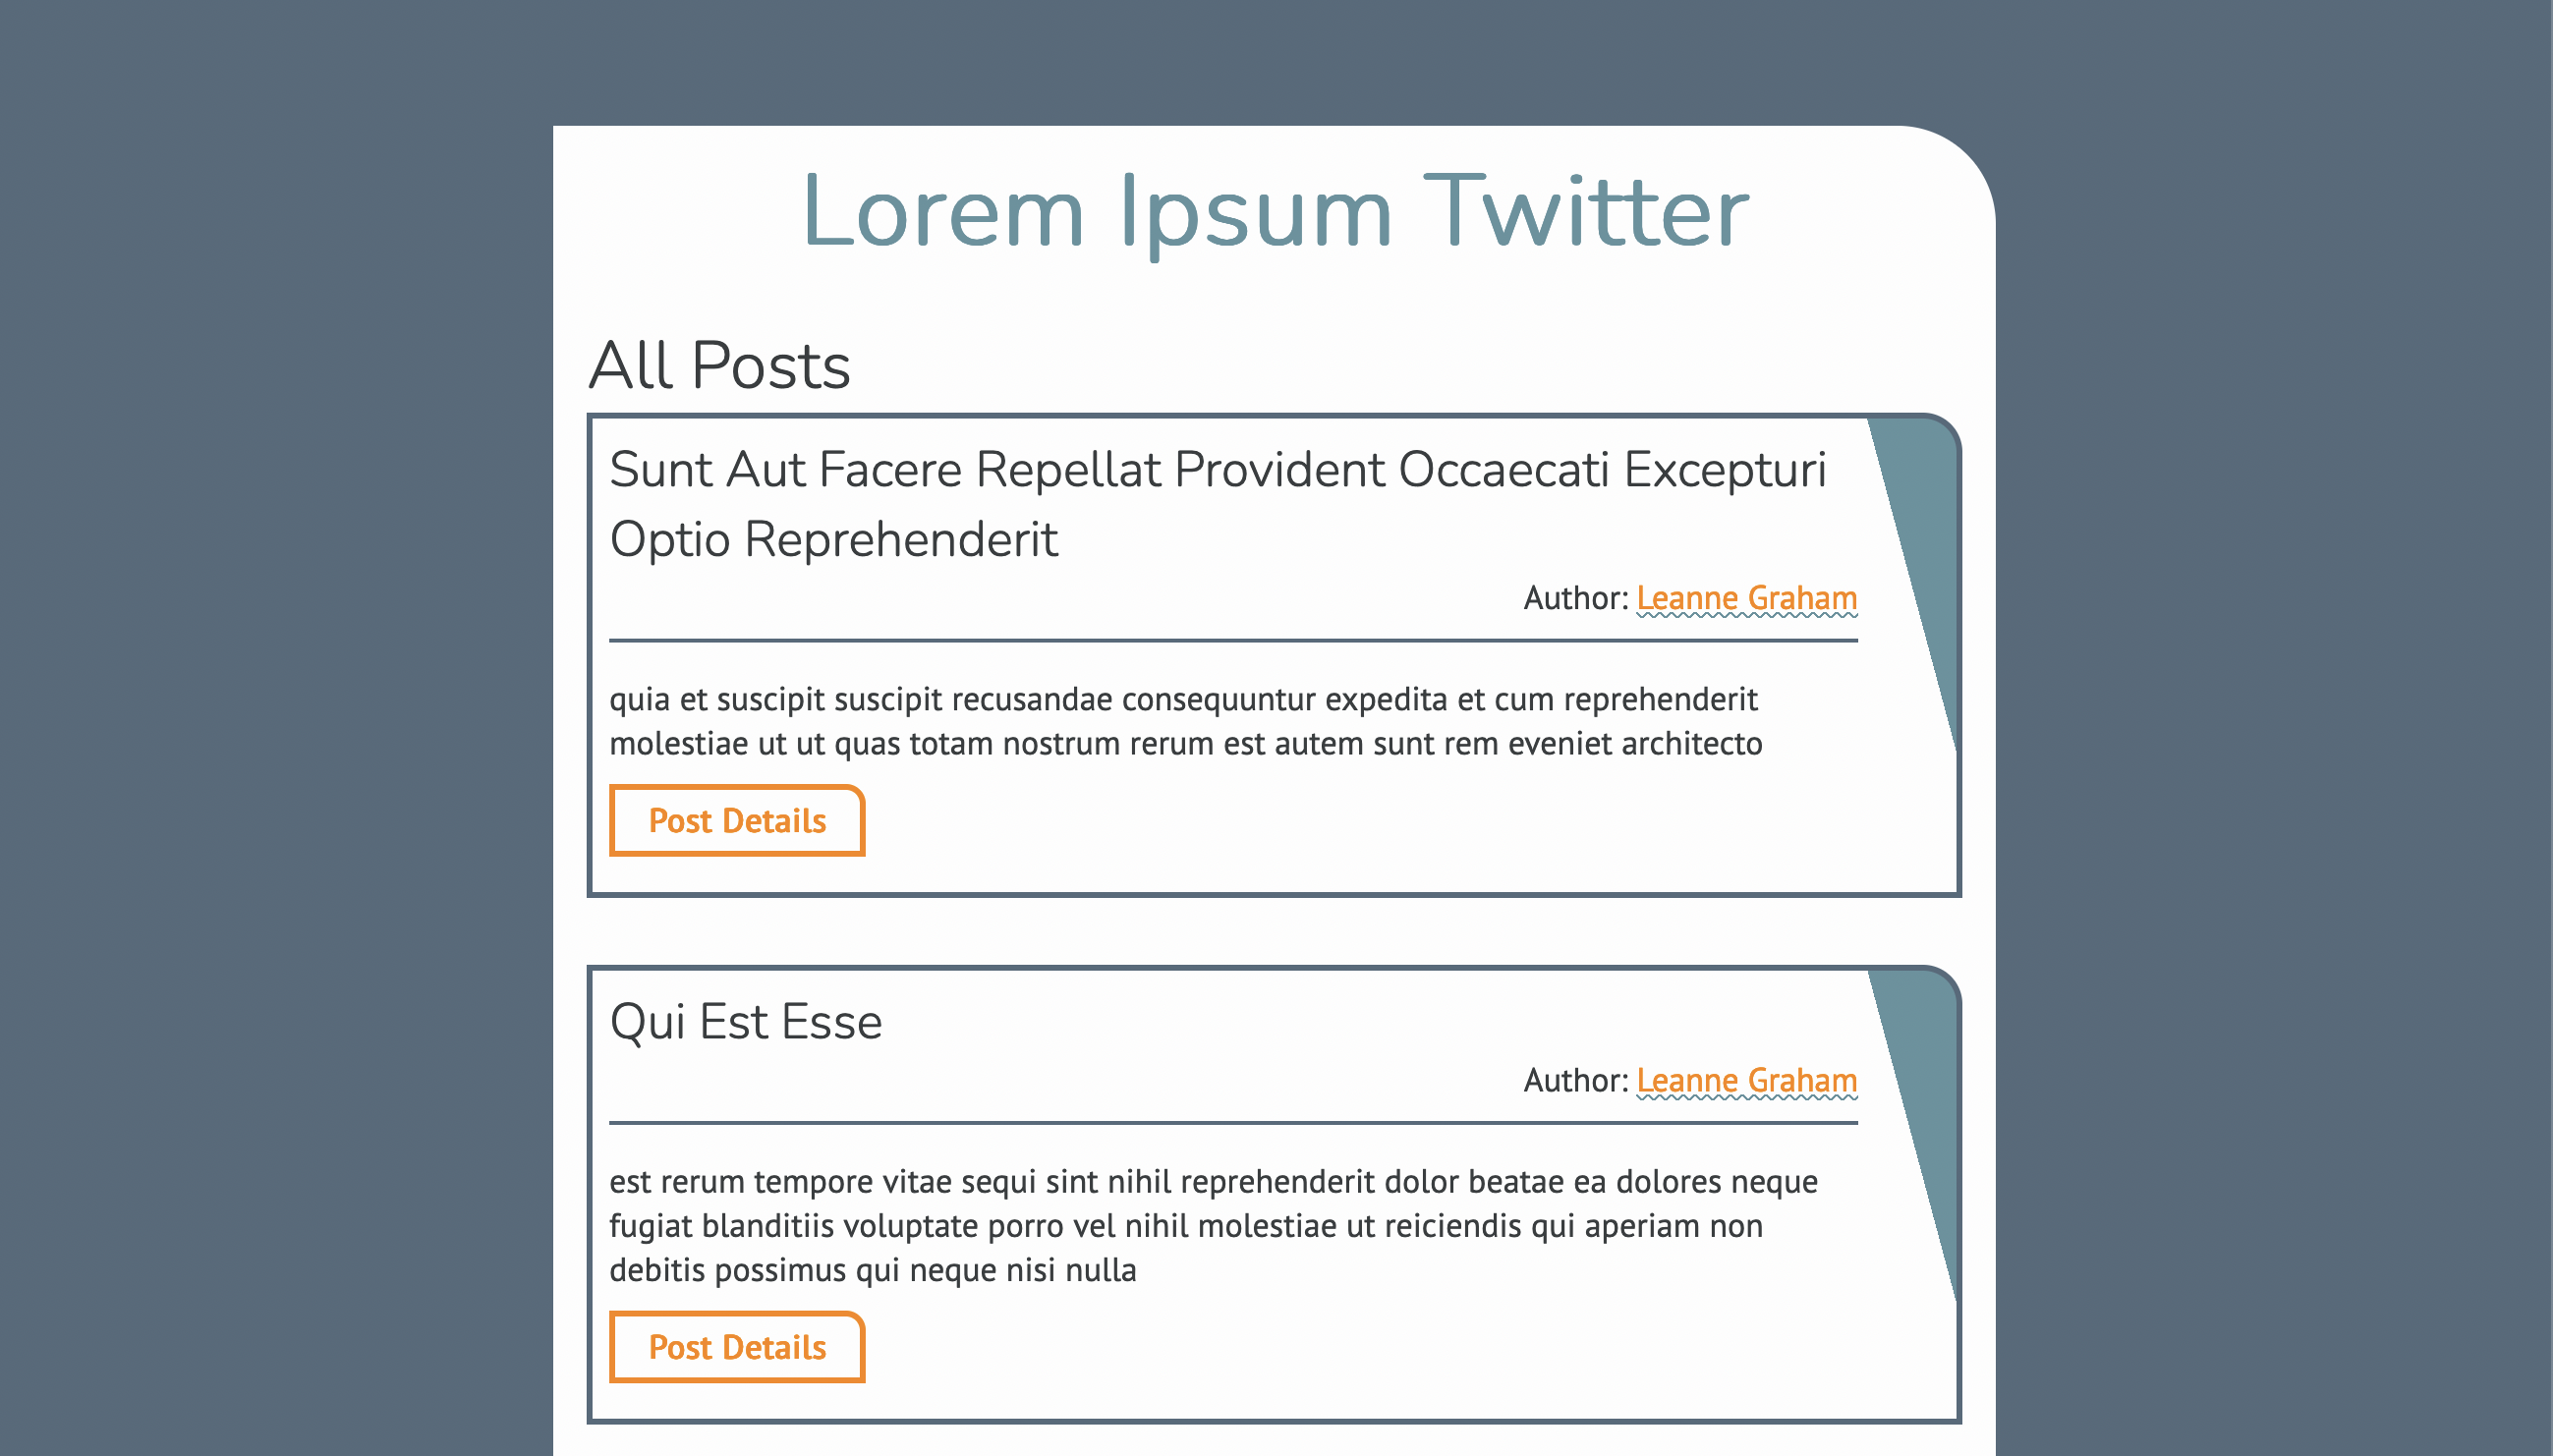 Lorem Ipsum Twitter
All Posts
Sunt Aut Facere Repellat Provident Occaecati Excepturi
Optio Reprehenderit
Author: Leanne Graham
quia et suscipit suscipit recusandae consequuntur expedita et cum reprehenderit
molestiae ut ut quas totam nostrum rerum est autem sunt rem eveniet architecto
Post Details
Qui Est Esse
Author: Leanne Graham
est rerum tempore vitae sequi sint nihil reprehenderit dolor beatae ea dolores neque
fugiat blanditiis voluptate porro vel nihil molestiae ut reiciendis qui aperiam non
debitis possimus qui neque nisi nulla
Post Details